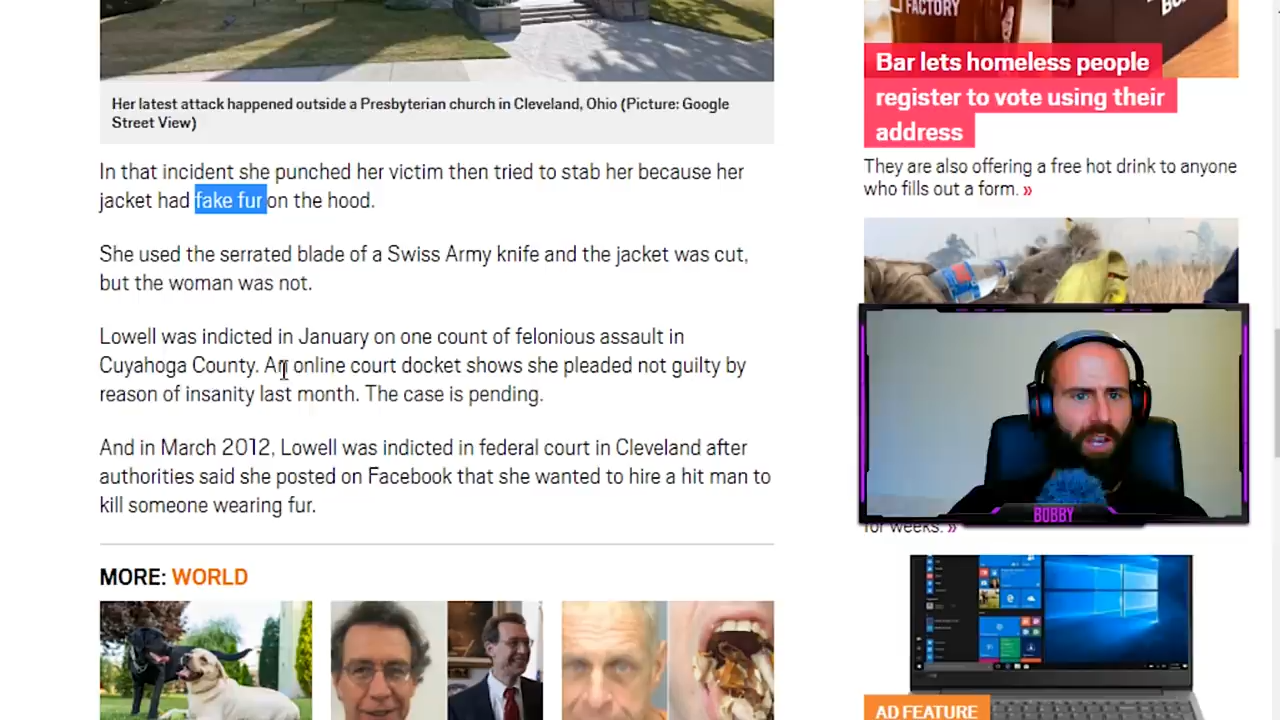 FACTORY
Her latest attack happened outside a Presbyterian church in Cleveland, Ohio (Picture: Google
Street View)
In that incident she punched her victim then tried to stab her because her
jacket had fake fur on the hood.
She used the serrated blade of a Swiss Army knife and the jacket was cut,
but the woman was not.
Lowell was indicted in January on one count of felonious assault in
Cuyahoga County. An online court docket shows she pleaded not guilty by
reason of insanity last month. The case is pending.
And in March 2012, Lowell was indicted in federal court in Cleveland after
authorities said she posted on Facebook that she wanted to hire a hit man to
kill someone wearing fur.
MORE: WORLD
Bar lets homeless people
register to vote using their
address
They are also offering a free hot drink to anyone
who fills out a form. »
BOBBY
for weeks. »
AD FEATURE